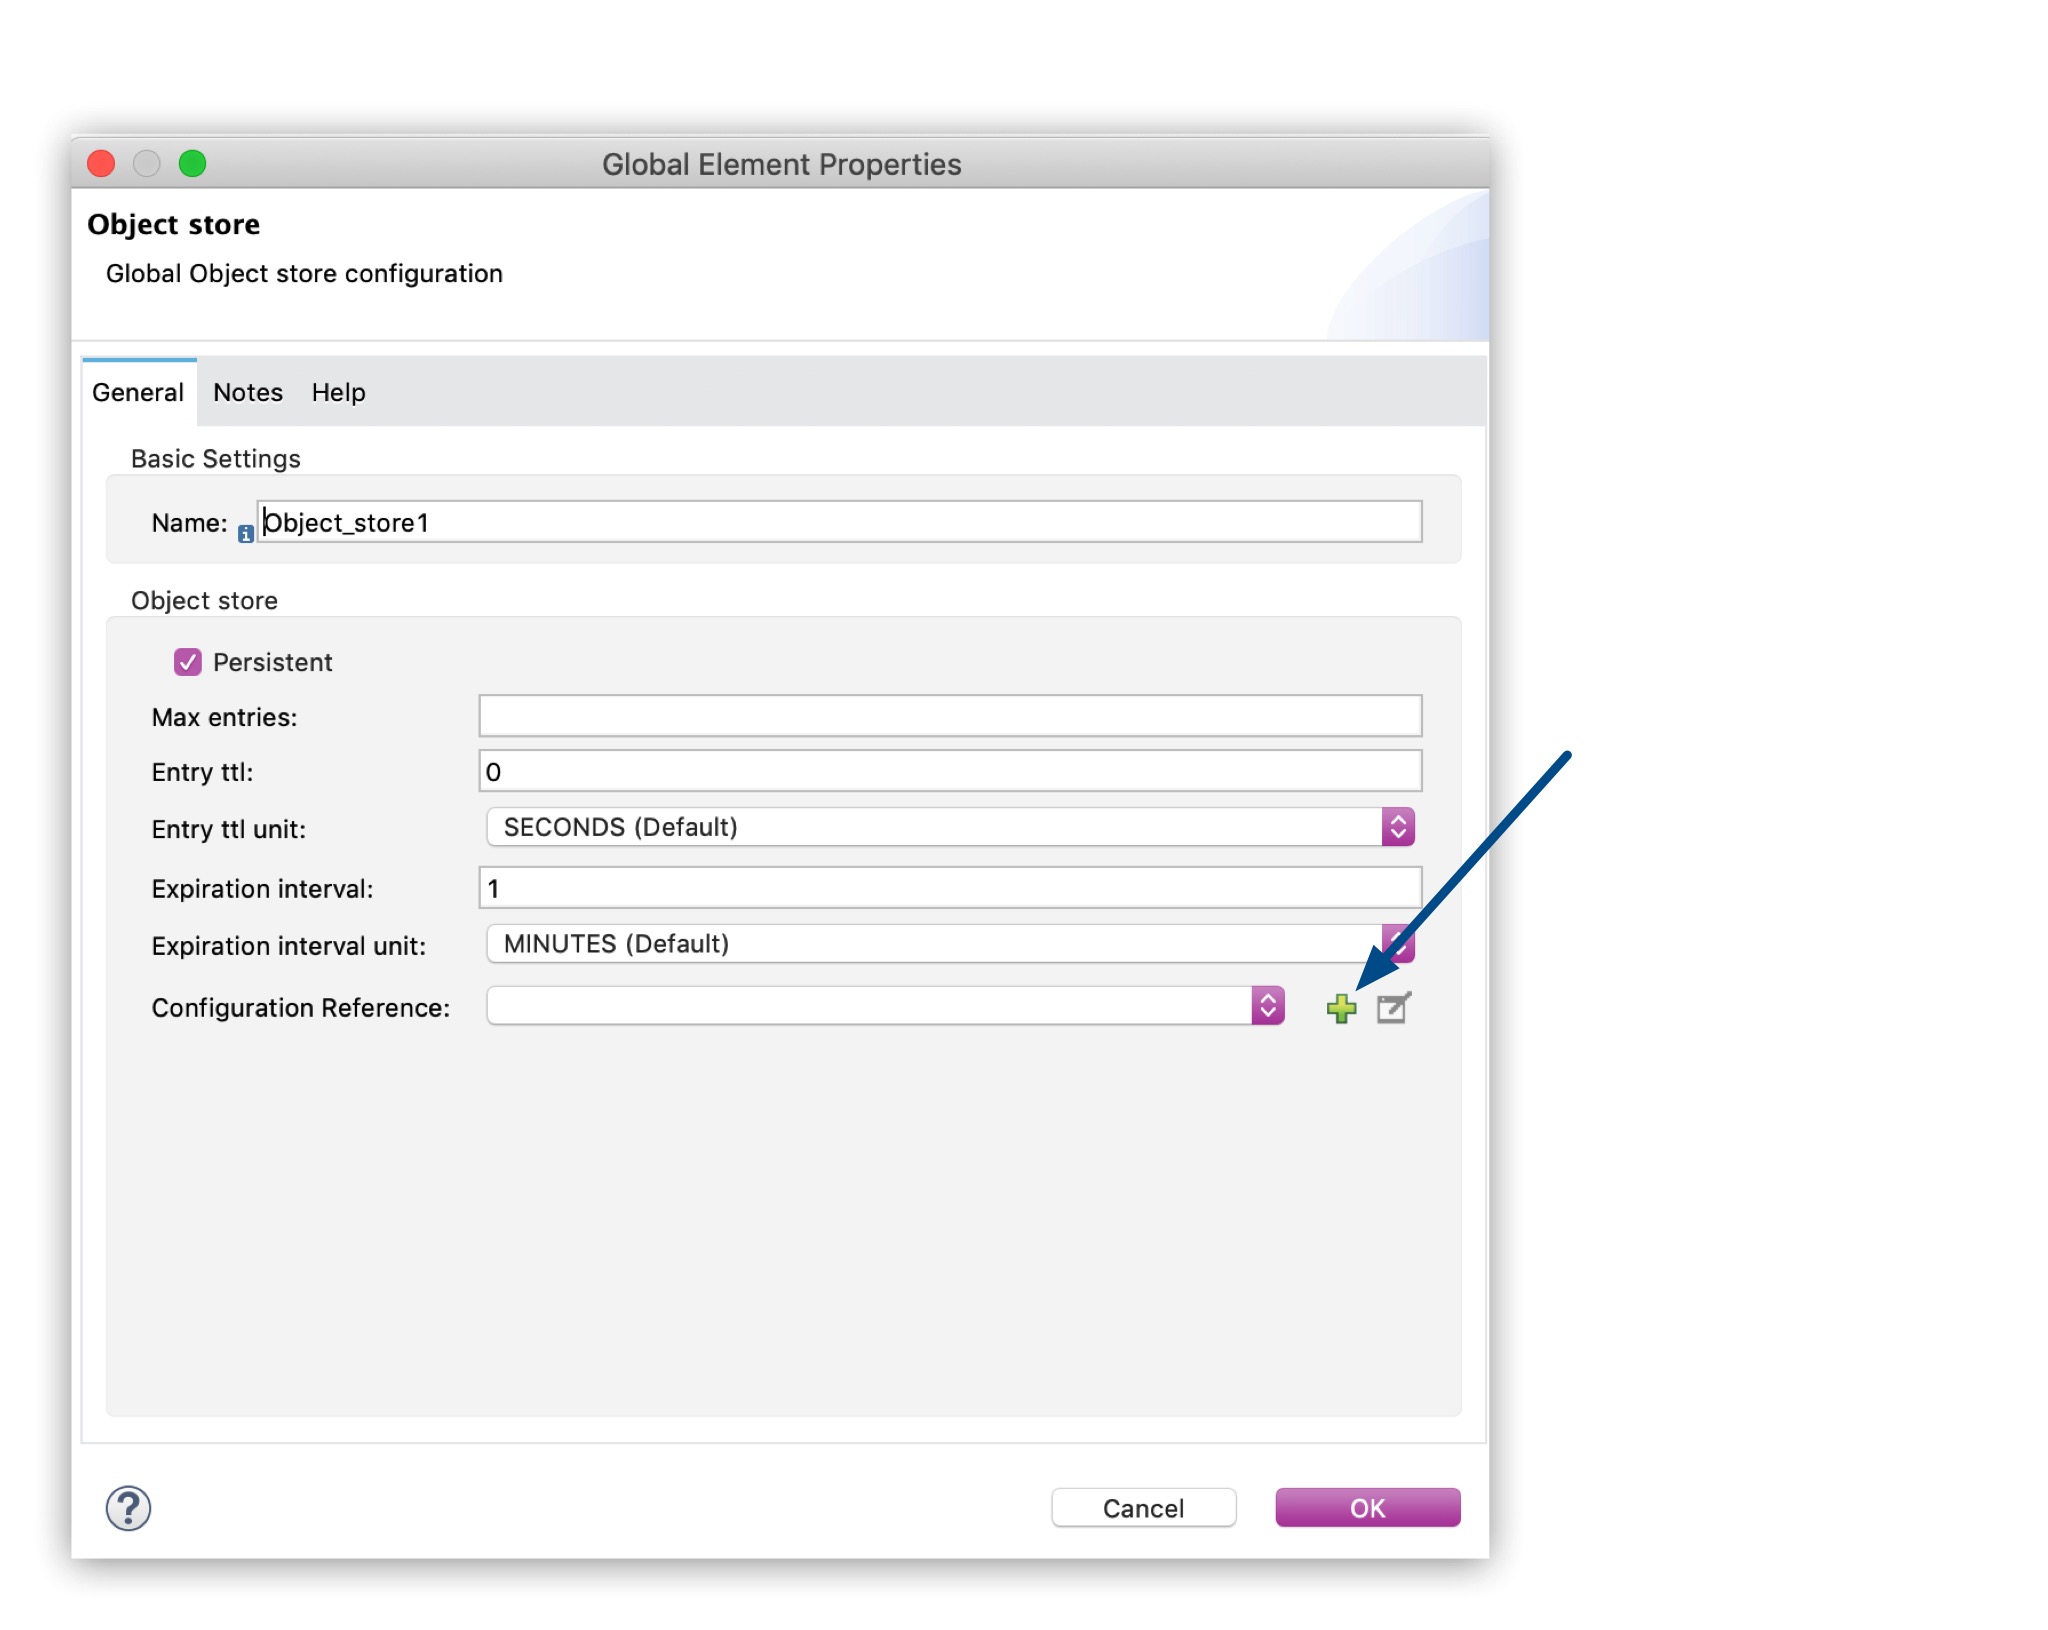 Global Element Properties
Object store
Global Object store configuration
General Notes Help
Basic Settings
Name: Object_store1
Object store
Persistent
Max entries:
Entry ttl: 0
Entry ttl unit: SECONDS (Default)
Expiration interval: 1
Expiration interval unit: MINUTES (Default)
Configuration Reference:
? Cancel OK